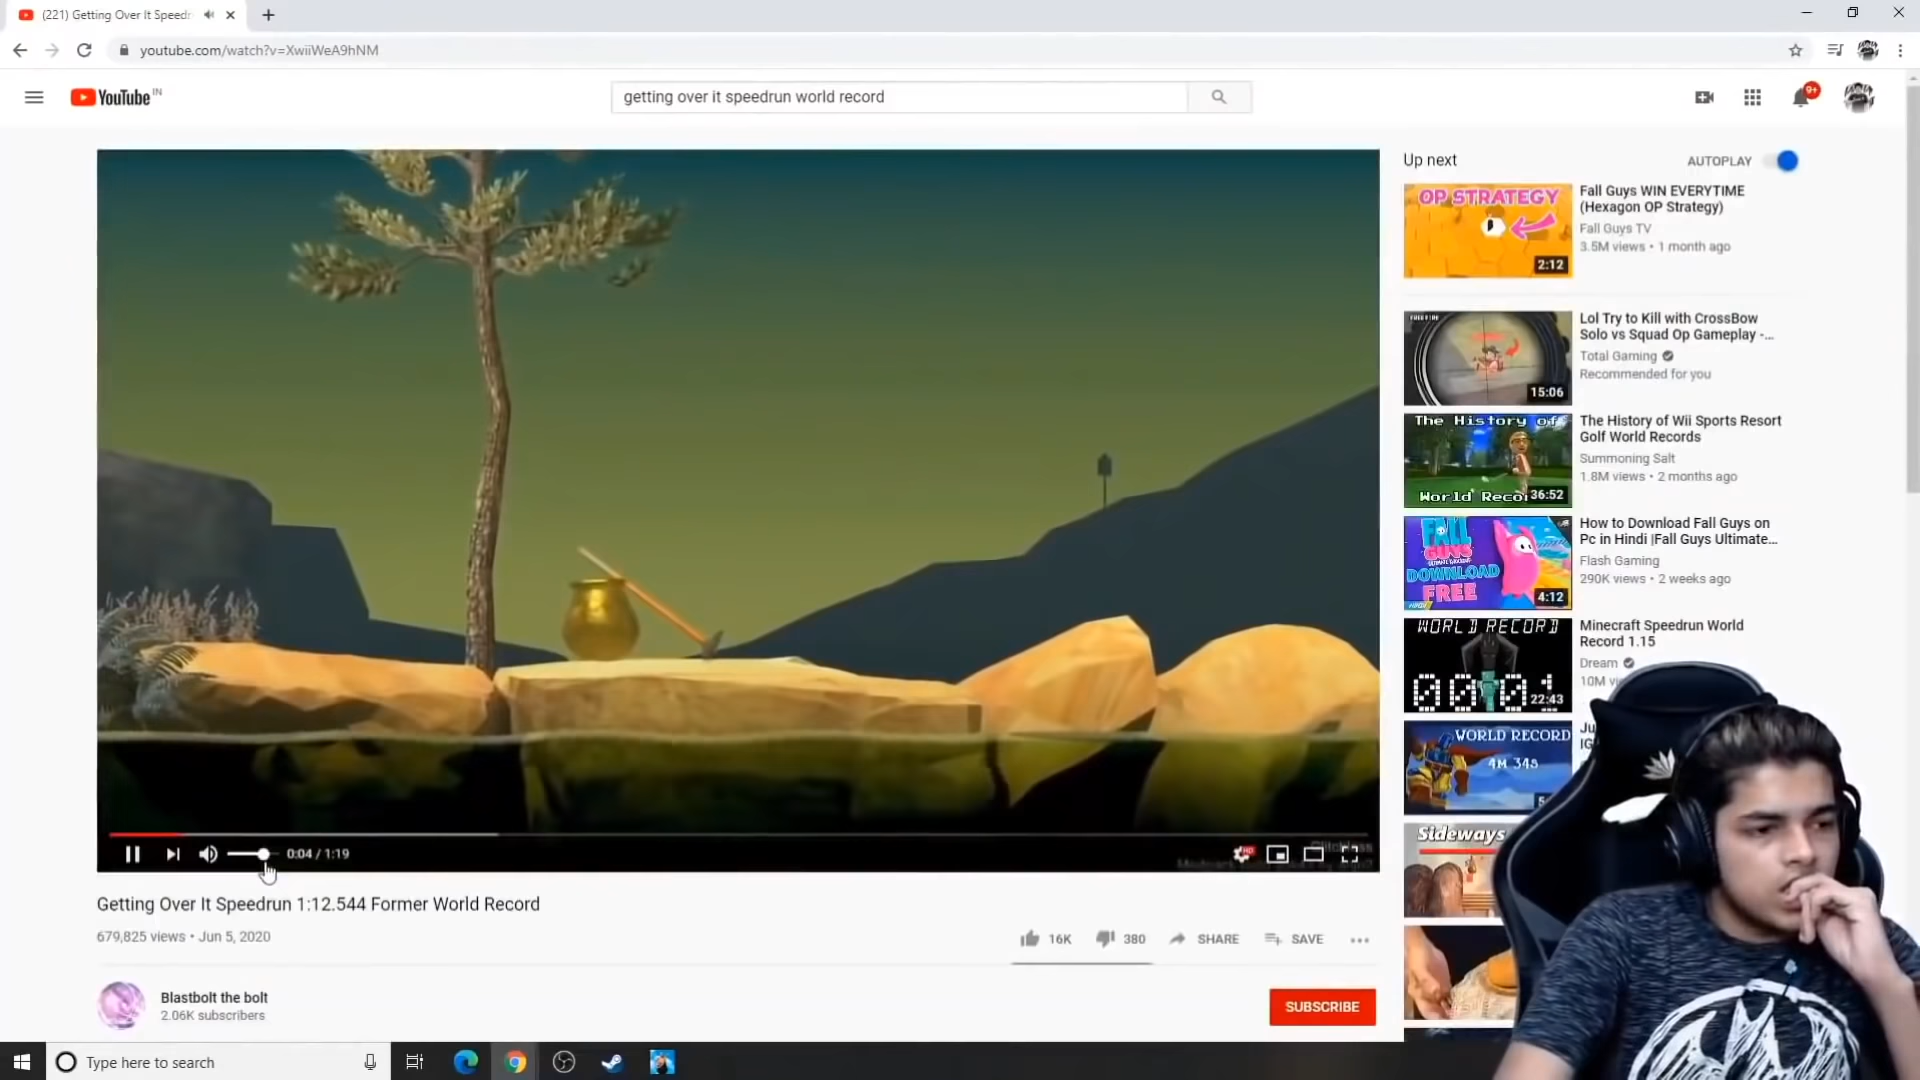 (221) Getting Over It Speedr
youtube.com/watch?v=XwiiWeA9hNM
YouTube IN
getting over it speedrun world record
9+
Up next
AUTOPLAY
OP STRATEGY
2:12
Fall Guys WIN EVERYTIME
(Hexagon OP Strategy)
Fall Guys TV
3.5M views • 1 month ago
FREE FIRE
15:06
Lol Try to Kill with CrossBow
Solo vs Squad Op Gameplay -...
Total Gaming
Recommended for you
The History of
World Reco
36:52
The History of Wii Sports Resort
Golf World Records
Summoning Salt
1.8M views • 2 months ago
FALL
GUYS
DOWNLOAD
FREE
4:12
How to Download Fall Guys on
Pc in Hindi |Fall Guys Ultimate...
Flash Gaming
290K views • 2 weeks ago
WORLD RECORD
22:43
Minecraft Speedrun World
Record 1.15
Dream
10M vi
WORLD RECORD
4M 34S
Ju
Sideways
0:04 / 1:19
HD
Getting Over It Speedrun 1:12.544 Former World Record
679,825 views • Jun 5, 2020
16K
380
SHARE
SAVE
Blastbolt the bolt
2.06K subscribers
SUBSCRIBE
Type here to search